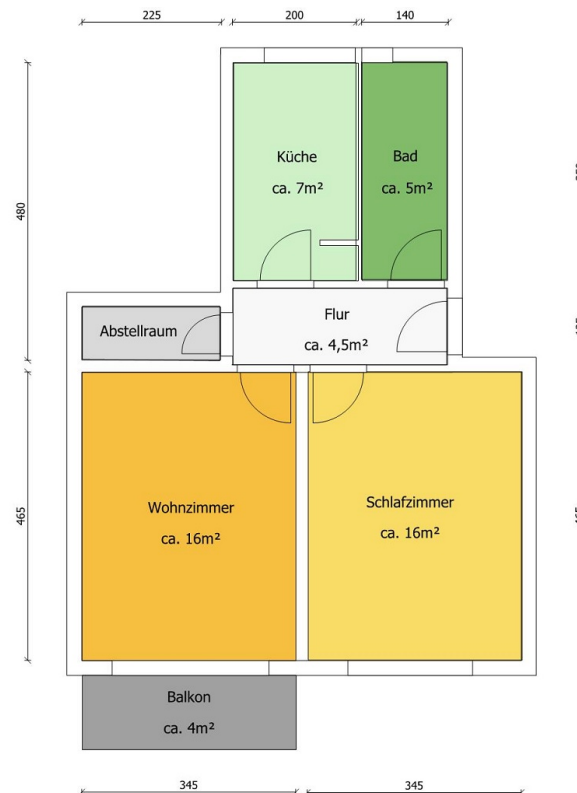 225
200
140
Küche
ca. 7m²
Bad
ca. 5m²
480
Abstellraum
Flur
ca. 4,5m²
465
Wohnzimmer
ca. 16m²
Schlafzimmer
ca. 16m²
Balkon
ca. 4m²
345
345